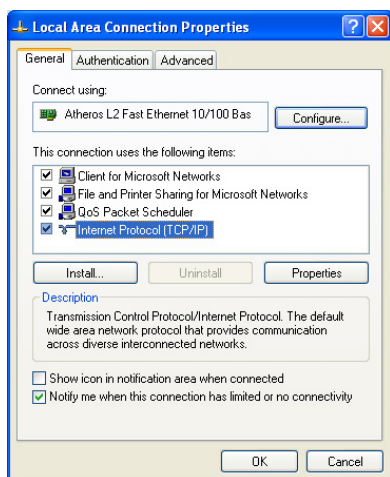 Local Area Connection Properties
General Authentication Advanced
Connect using:
Atheros L2 Fast Ethernet 10/100 Bas
Configure...
This connection uses the following items:
Client for Microsoft Networks
File and Printer Sharing for Microsoft Networks
QoS Packet Scheduler
Internet Protocol (TCP/IP)
Install... Uninstall Properties
Description
Transmission Control Protocol/Internet Protocol. The default
wide area network protocol that provides communication
across diverse interconnected networks.
Show icon in notification area when connected
Notify me when this connection has limited or no connectivity
OK Cancel